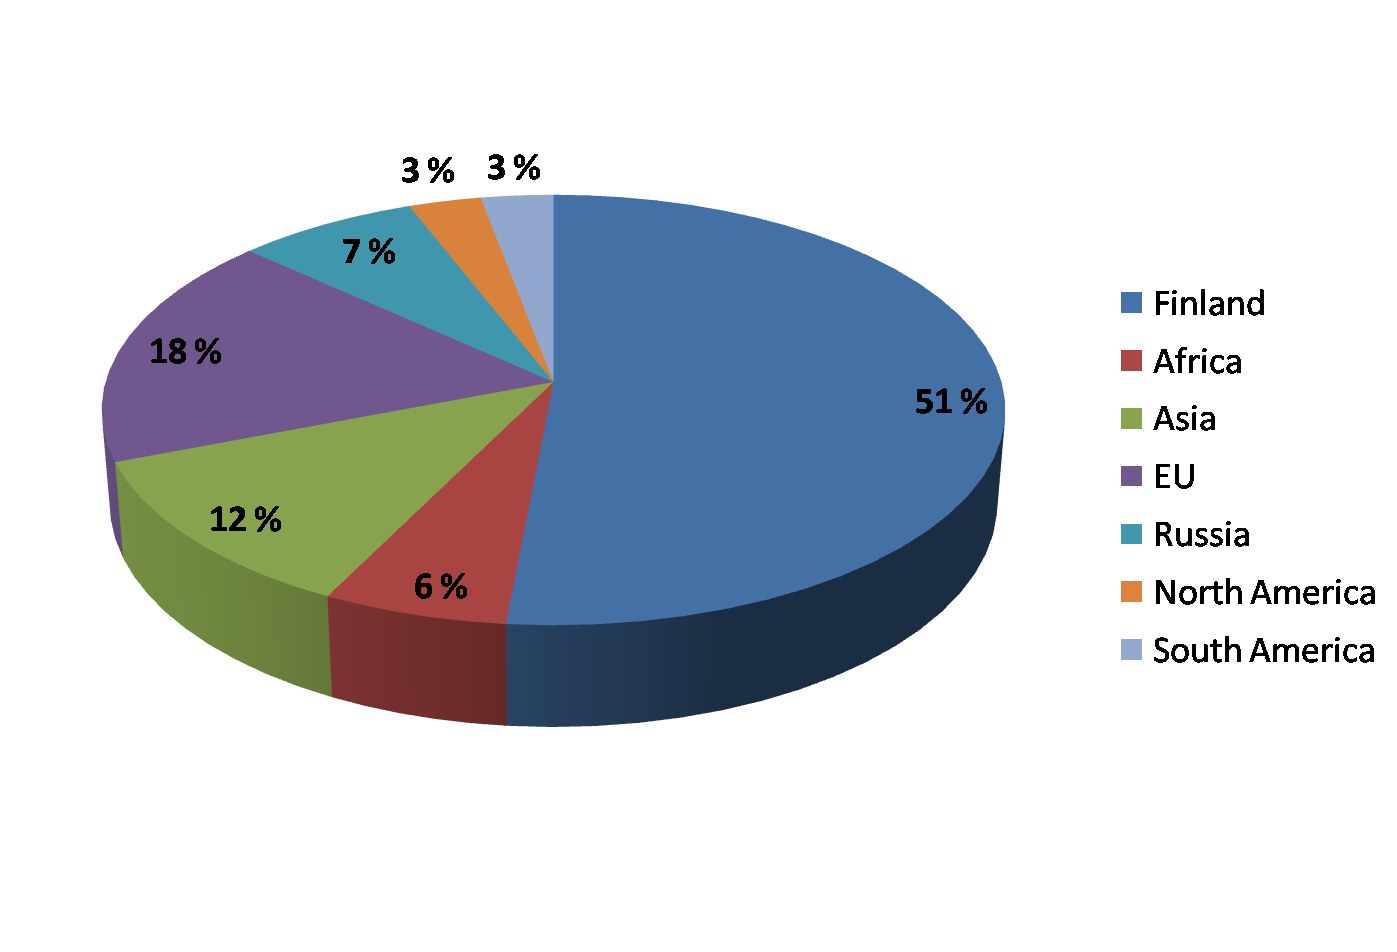 3 %
3 %
7 %
18 %
51 %
12 %
6 %
Finland
Africa
Asia
EU
Russia
North America
South America